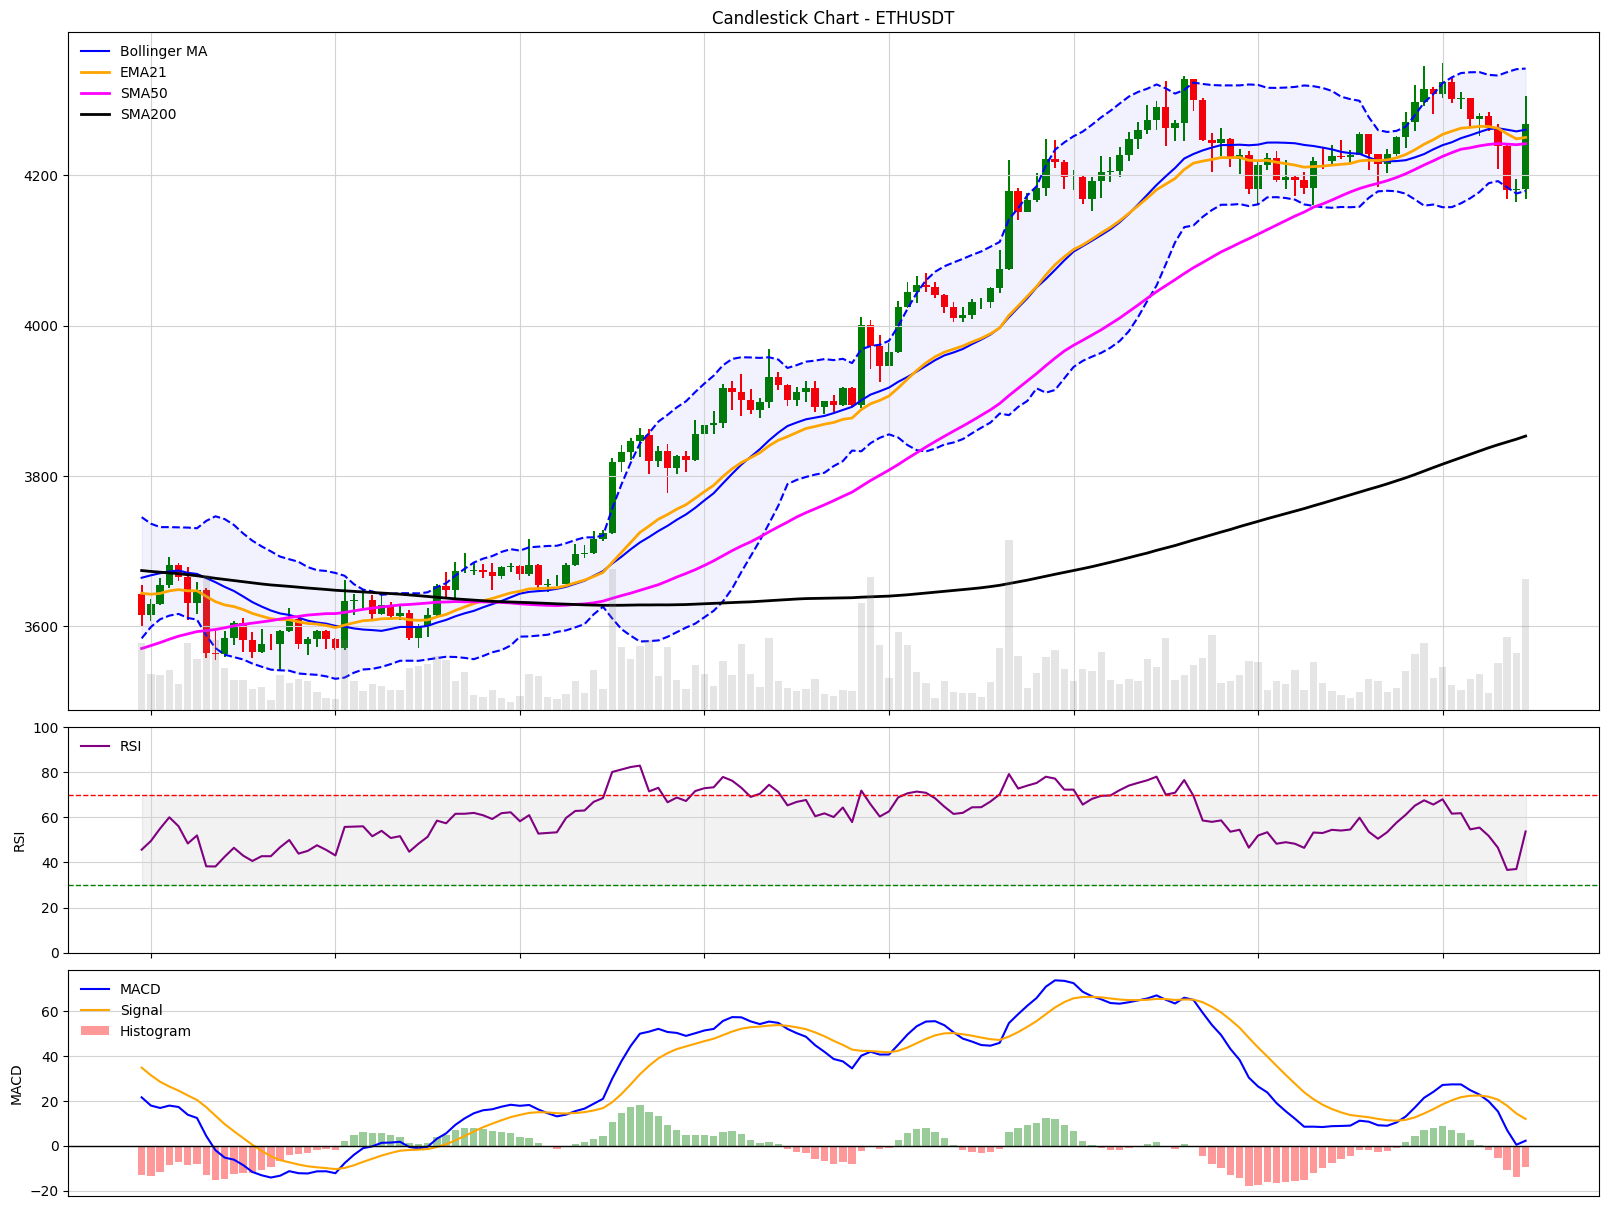 Candlestick Chart - ETHUSDT
Bollinger MA
EMA21
SMA50
SMA200
4200
4000
3800
3600
100
RSI
80
60
40
20
0
RSI
MACD
Signal
Histogram
60
40
20
0
−20
MACD